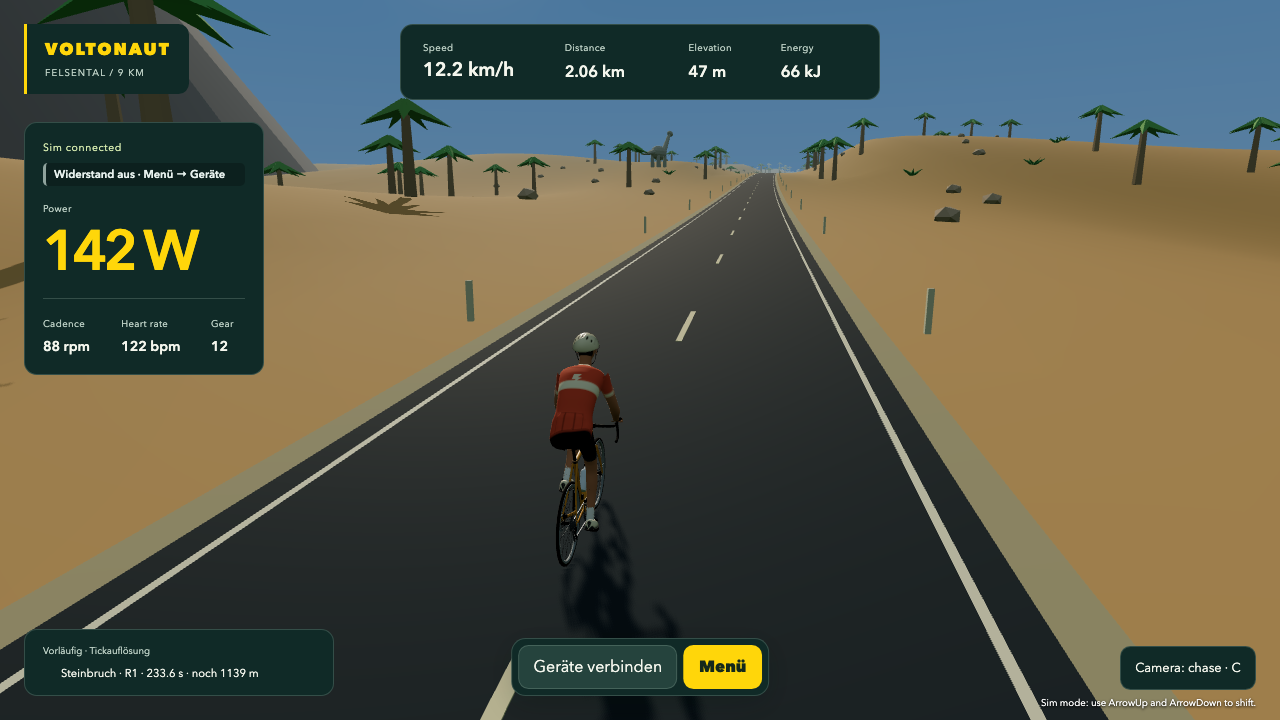 VOLTONAUT
FELSENTAL / 9 KM
Speed
12.2 km/h
Distance
2.06 km
Elevation
47 m
Energy
66 kJ
Sim connected
Widerstand aus · Menü → Geräte
Power
142 W
Cadence
88 rpm
Heart rate
122 bpm
Gear
12
Vorläufig · Tickauflösung
Steinbruch · R1 · 233.6 s · noch 1139 m
Geräte verbinden
Menü
Camera: chase · C
Sim mode: use ArrowUp and ArrowDown to shift.